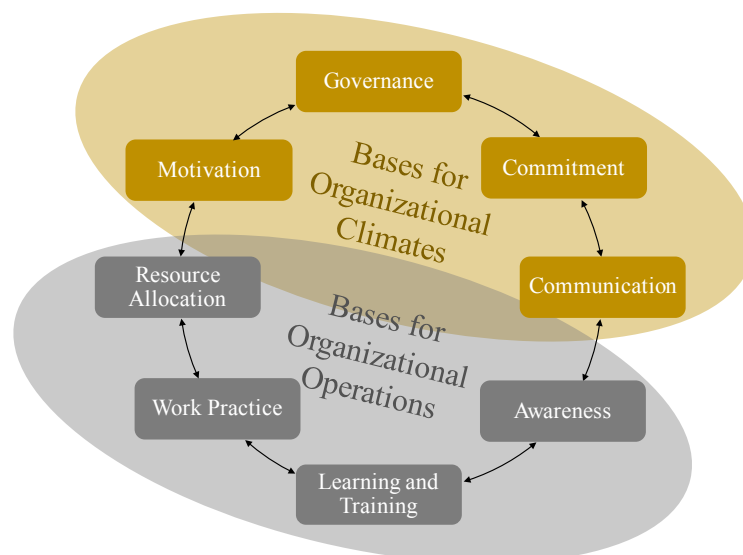 Governance
Motivation
Commitment
Bases for
Organizational
Climates
Resource
Allocation
Communication
Bases for
Organizational
Operations
Work Practice
Awareness
Learning and
Training